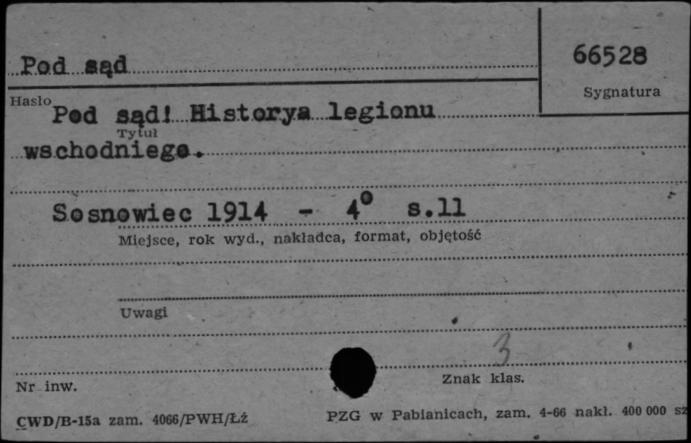 Pod sąd
66528
Sygnatura
Hasło
Pod sąd! Historya legionu
Tytuł
wschodniego.
Sosnowiec 1914 - 4° s.11
Miejsce, rok wyd., nakładca, format, objętość
Uwagi
3
Nr inw.
Znak klas.
CWD/B-15a zam. 4066/PWH/Łż
PZG w Pabianicach, zam. 4-66 nakł. 400 000 sz